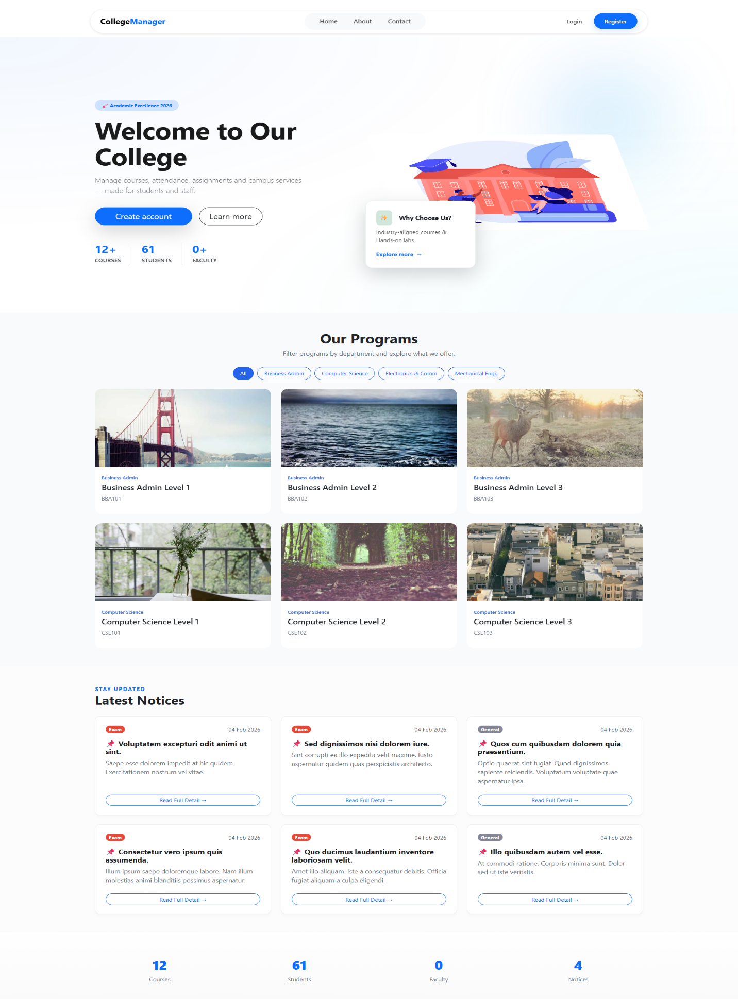 CollegeManager
Home
About
Contact
Login
Register
Academic Excellence 2026
Welcome to Our
College
Manage courses, attendance, assignments and campus services
— made for students and staff.
Create account
Learn more
12+
COURSES
61
STUDENTS
0+
FACULTY
Why Choose Us?
Industry-aligned courses &
Hands-on labs.
Explore more →
Our Programs
Filter programs by department and explore what we offer.
All
Business Admin
Computer Science
Electronics & Comm
Mechanical Engg
Business Admin
Business Admin Level 1
BBA101
Business Admin
Business Admin Level 2
BBA102
Business Admin
Business Admin Level 3
BBA103
Computer Science
Computer Science Level 1
CSE101
Computer Science
Computer Science Level 2
CSE102
Computer Science
Computer Science Level 3
CSE103
STAY UPDATED
Latest Notices
Exam
04 Feb 2026
Voluptatem excepturi odit animi ut
sint.
Saepe esse dolorem impedit at hic quidem.
Exercitationem nostrum vel vitae.
Read Full Detail →
Exam
04 Feb 2026
Sed dignissimos nisi dolorem iure.
Sint corrupti ea illo expedita velit maxime. Iusto
aspernatur quidem quas perspiciatis architecto.
Read Full Detail →
General
04 Feb 2026
Quos cum quibusdam dolorem quia
praesentium.
Optio quaerat sint fugiat. Quod dignissimos
sapiente reiciendis. Voluptatum voluptate quae
aspernatur ipsa.
Read Full Detail →
Exam
04 Feb 2026
Consectetur vero ipsum quis
assumenda.
Illum ipsum saepe doloremque labore. Nam illum
molestias animi blanditiis possimus aspernatur.
Read Full Detail →
Exam
04 Feb 2026
Quo ducimus laudantium inventore
laboriosam velit.
Amet illo aliquam. Iste a consequatur debitis. Officia
fugiat aliquam a culpa eligendi.
Read Full Detail →
General
04 Feb 2026
Illo quibusdam autem vel esse.
At commodi ratione. Corporis minima sunt. Dolor
sed ut iste veritatis.
Read Full Detail →
12
Courses
61
Students
0
Faculty
4
Notices